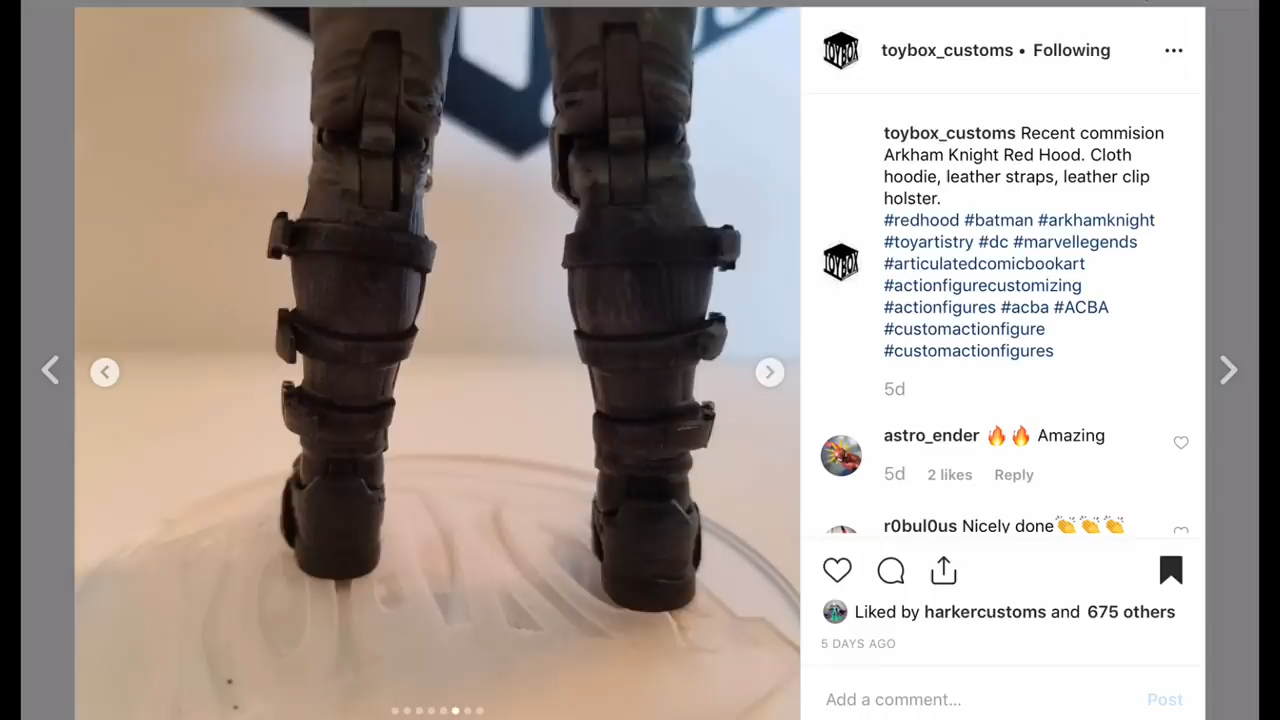 toybox_customs • Following
TOYBOX
toybox_customs Recent commision
Arkham Knight Red Hood. Cloth
hoodie, leather straps, leather clip
holster.
#redhood #batman #arkhamknight
#toyartistry #dc #marvellegends
#articulatedcomicbookart
#actionfigurecustomizing
#actionfigures #acba #ACBA
#customactionfigure
#customactionfigures
TOYBOX
5d
astro_ender 🔥🔥 Amazing
5d 2 likes Reply
r0bul0us Nicely done👏👏👏
Liked by harkercustoms and 675 others
5 DAYS AGO
Add a comment... Post